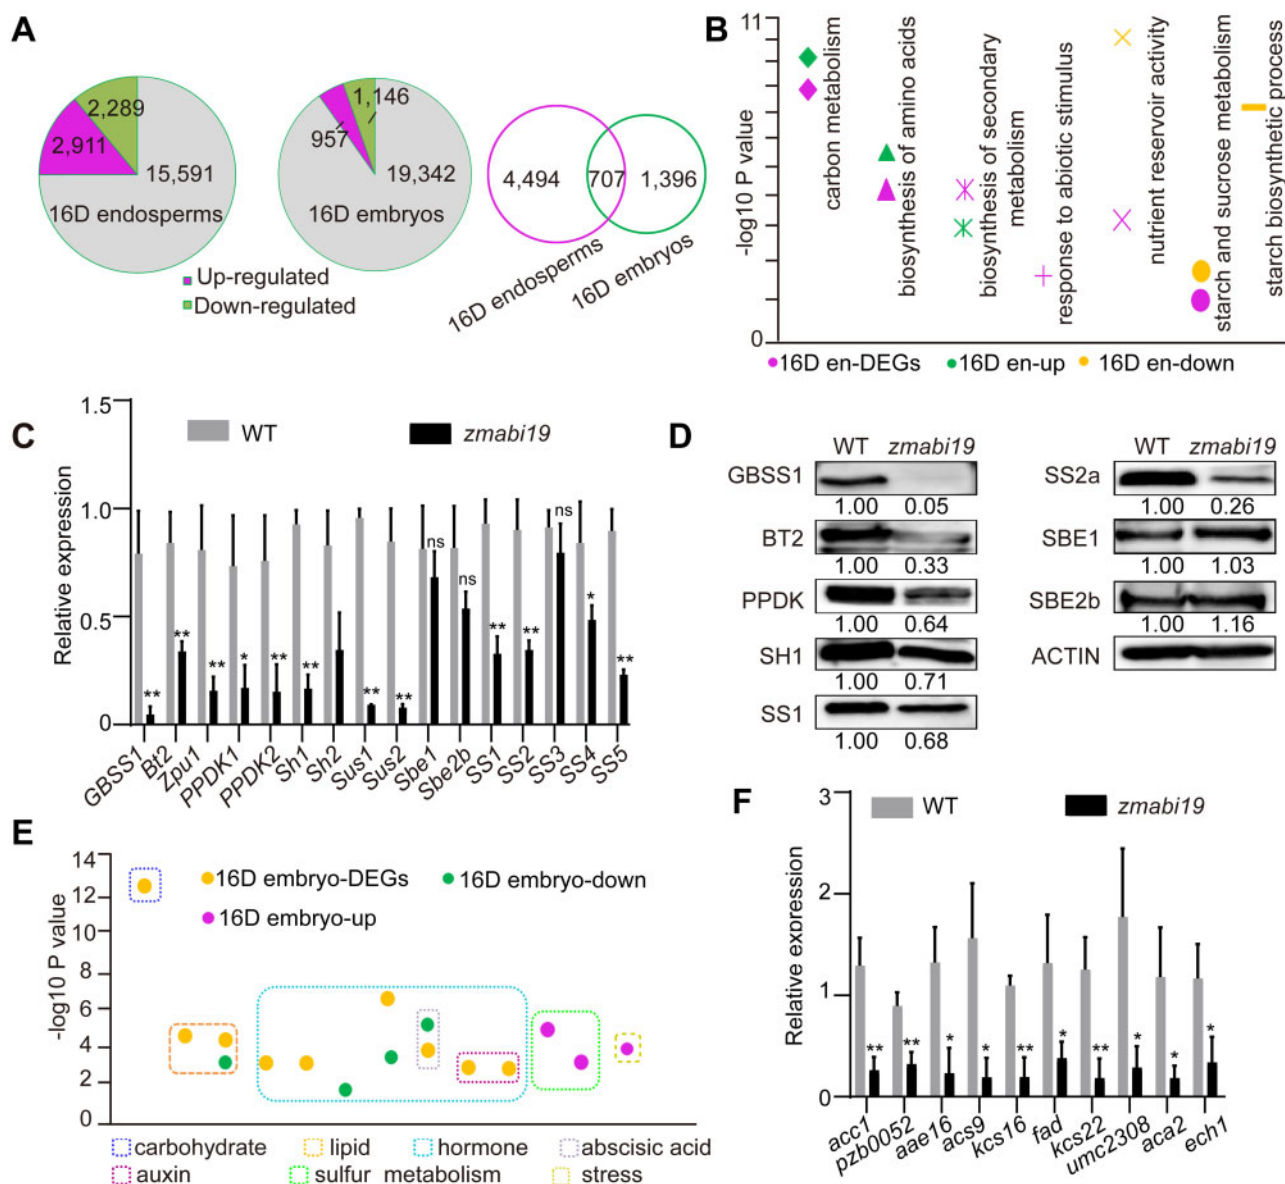 A
2,289
2,911
15,591
16D endosperms
1,146
957
19,342
16D embryos
4,494
707
1,396
16D endosperms
16D embryos
Up-regulated
Down-regulated
B
11
0
-log10 P value
carbon metabolism
biosynthesis of amino acids
biosynthesis of secondary
metabolism
response to abiotic stimulus
nutrient reservoir activity
starch and sucrose metabolism
starch biosynthetic process
16D en-DEGs 16D en-up 16D en-down
C
WT zmabi19
Relative expression
1.5
1.0
0.5
0
** ** ** * ** ** ** ** ns ns ** ** ns * **
GBSS1 Bt2 Zpu1 PPDK1 PPDK2 Sh1 Sh2 Sus1 Sus2 Sbe1 Sbe2b SS1 SS2 SS3 SS4 SS5
D
WT zmabi19
GBSS1
1.00 0.05
BT2
1.00 0.33
PPDK
1.00 0.64
SH1
1.00 0.71
SS1
1.00 0.68
WT zmabi19
SS2a
1.00 0.26
SBE1
1.00 1.03
SBE2b
1.00 1.16
ACTIN
E
-log10 P value
14
12
10
8
6
4
2
0
16D embryo-DEGs 16D embryo-down
16D embryo-up
carbohydrate lipid hormone abscisic acid
auxin sulfur metabolism stress
F
WT zmabi19
Relative expression
3
2
1
0
** ** * * ** * ** * * *
acc1 pzb0052 aae16 acs9 kcs16 fad kcs22 umc2308 aca2 ech1